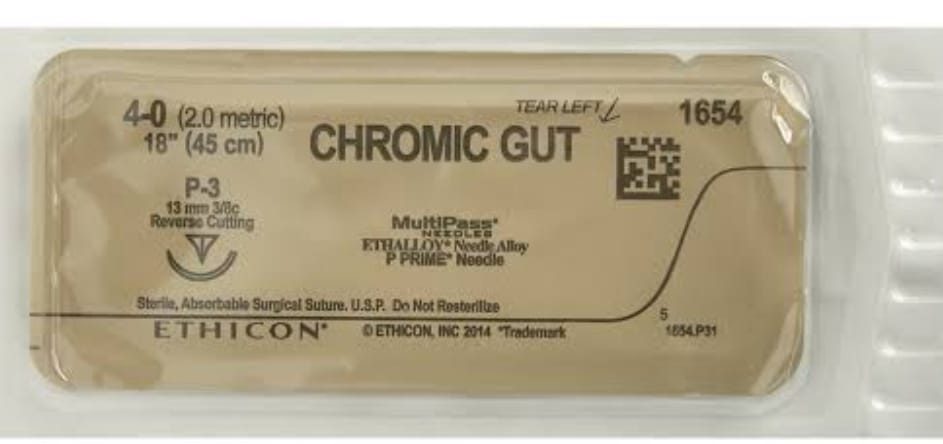 4-0 (2.0 metric)
18" (45 cm)
TEAR LEFT
1654
CHROMIC GUT
P-3
13 mm 3/8c
Reverse Cutting
MultiPass*
NEEDLES
ETHALLOY* Needle Alloy
P PRIME* Needle
Sterile, Absorbable Surgical Suture. U.S.P. Do Not Resterilize
ETHICON*
© ETHICON, INC 2014 *Trademark
5
1654.P31